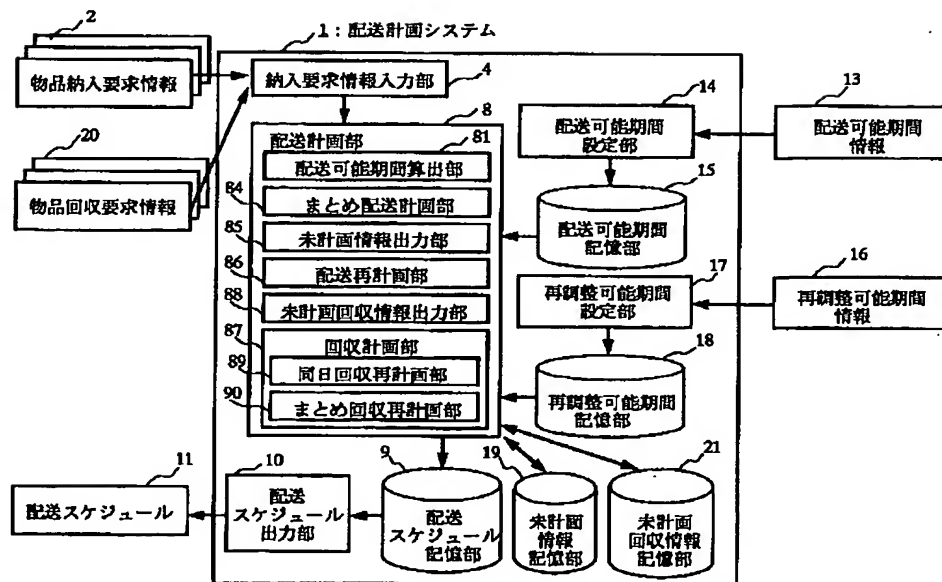 2
1:配送計画システム
物品納入要求情報
納入要求情報入力部
4
20
物品回収要求情報
8
配送計画部
81
配送可能期間算出部
84
まとめ配送計画部
85
未計画情報出力部
86
配送再計画部
88
未計画回収情報出力部
87
回収計画部
89
同日回収再計画部
90
まとめ回収再計画部
14
配送可能期間
設定部
13
配送可能期間
情報
15
配送可能期間
記憶部
17
再調整可能期間
設定部
16
再調整可能期間
情報
18
再調整可能期間
記憶部
11
配送スケジュール
10
配送
スケジュール
出力部
9
配送
スケジュール
記憶部
19
未計画
情報
記憶部
21
未計画
回収情報
記憶部